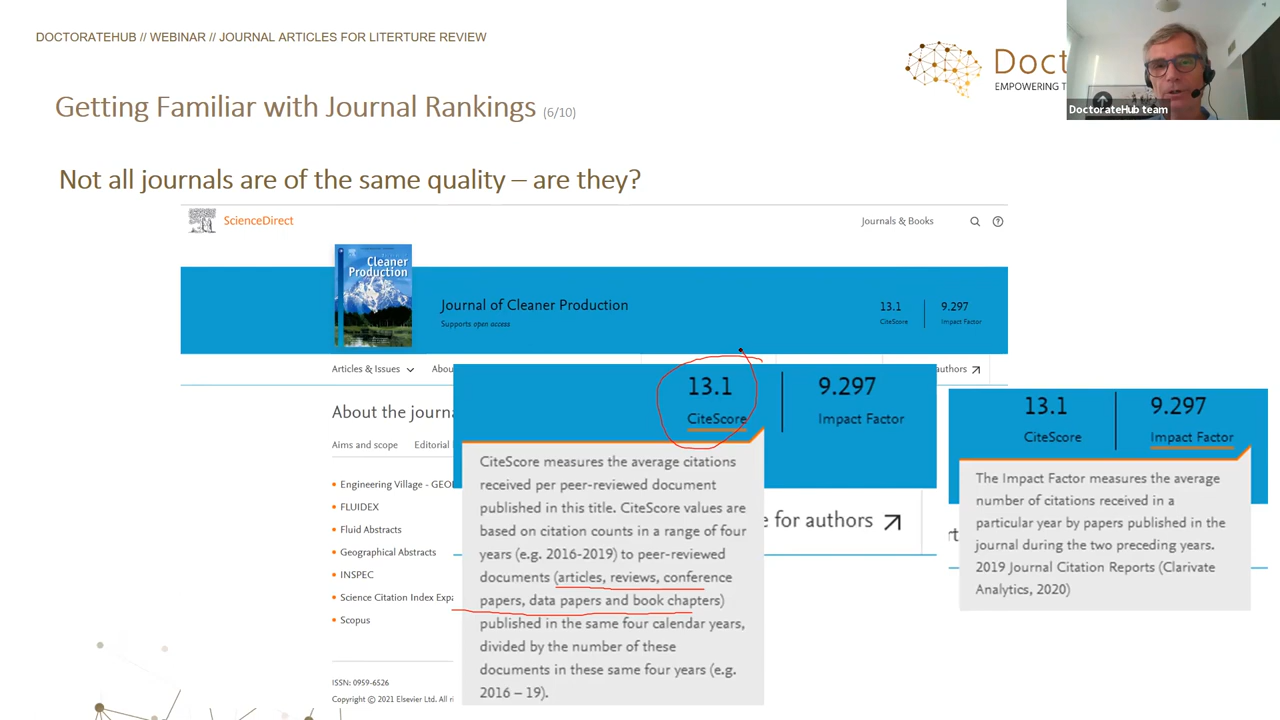 DOCTORATEHUB // WEBINAR // JOURNAL ARTICLES FOR LITERTURE REVIEW
Doct
EMPOWERING T
DoctorateHub team
Getting Familiar with Journal Rankings (6/10)
Not all journals are of the same quality – are they?
ScienceDirect
Journals & Books
Cleaner
Production
Journal of Cleaner Production
Supports open access
13.1
CiteScore
9.297
Impact Factor
Articles & Issues
Abou
authors
About the journa
Aims and scope
Editorial
Engineering Village - GEO
FLUIDEX
Fluid Abstracts
Geographical Abstracts
INSPEC
Science Citation Index Expa
Scopus
ISSN: 0959-6526
Copyright © 2021 Elsevier Ltd. All ri
13.1
CiteScore
9.297
Impact Factor
CiteScore measures the average citations
received per peer-reviewed document
published in this title. CiteScore values are
based on citation counts in a range of four
years (e.g. 2016-2019) to peer-reviewed
documents (articles, reviews, conference
papers, data papers and book chapters)
published in the same four calendar years,
divided by the number of these
documents in these same four years (e.g.
2016 – 19).
e for authors
13.1
CiteScore
9.297
Impact Factor
The Impact Factor measures the average
number of citations received in a
particular year by papers published in the
journal during the two preceding years.
2019 Journal Citation Reports (Clarivate
Analytics, 2020)